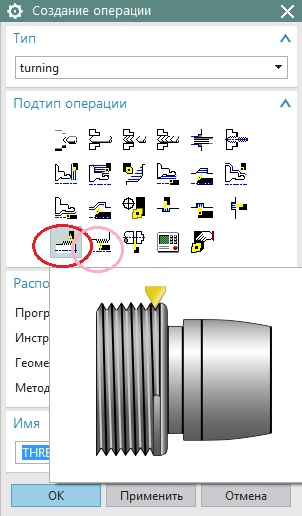 Создание операции
Тип
turning
Подтип операции
Распо
Прогр
Инстр
Геоме
Метод
Имя
THRE
OK
Применить
Отмена